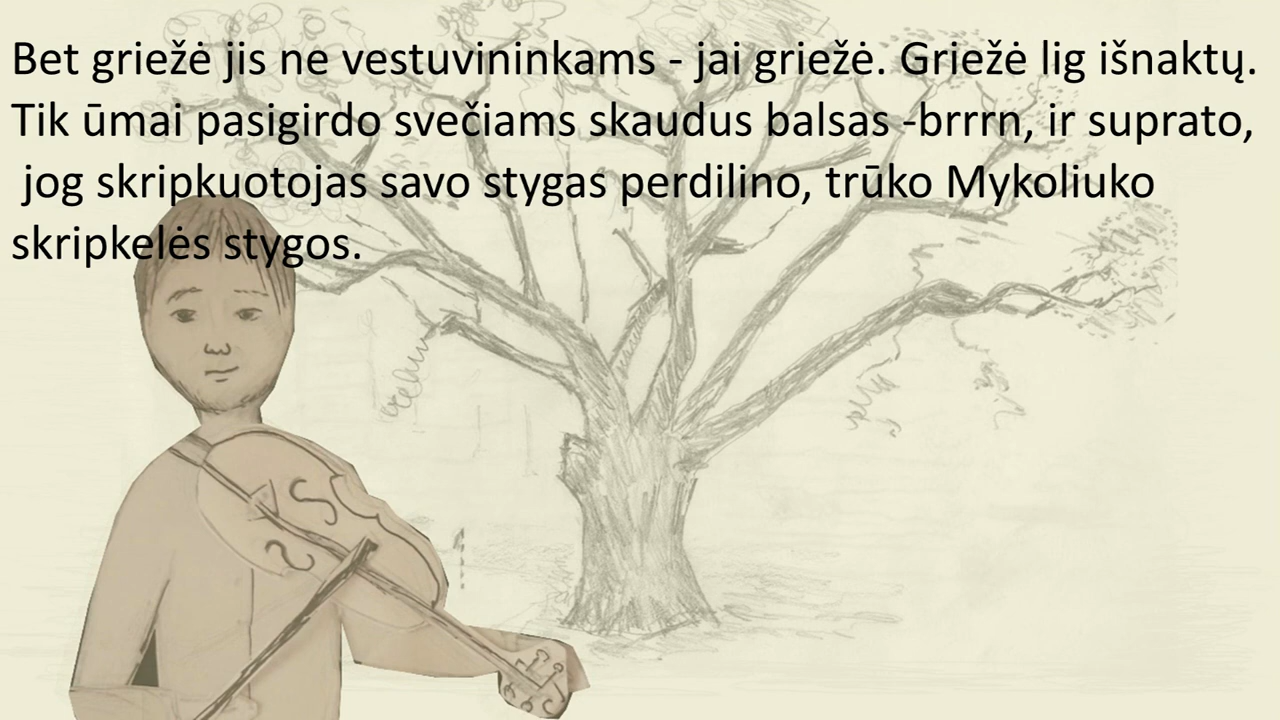 Bet griežė jis ne vestuvininkams - jai griežė. Griežė lig išnaktų.
Tik ūmai pasigirdo svečiams skaudus balsas -brrrn, ir suprato,
jog skripkuotojas savo stygas perdilino, trūko Mykoliuko
skripkelės stygos.